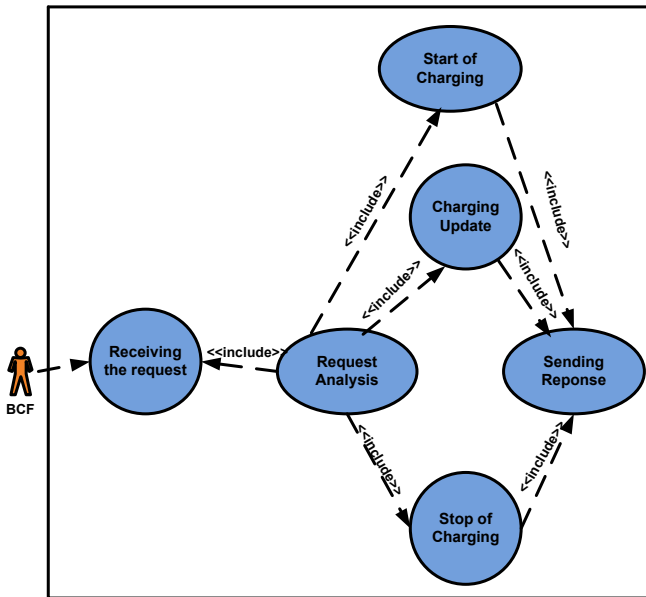 Start of
Charging
<<include>>
<<include>>
Charging
Update
<<include>>
<<include>>
Receiving
the request
<<include>>
Request
Analysis
Sending
Reponse
BCF
<<include>>
<<include>>
Stop of
Charging